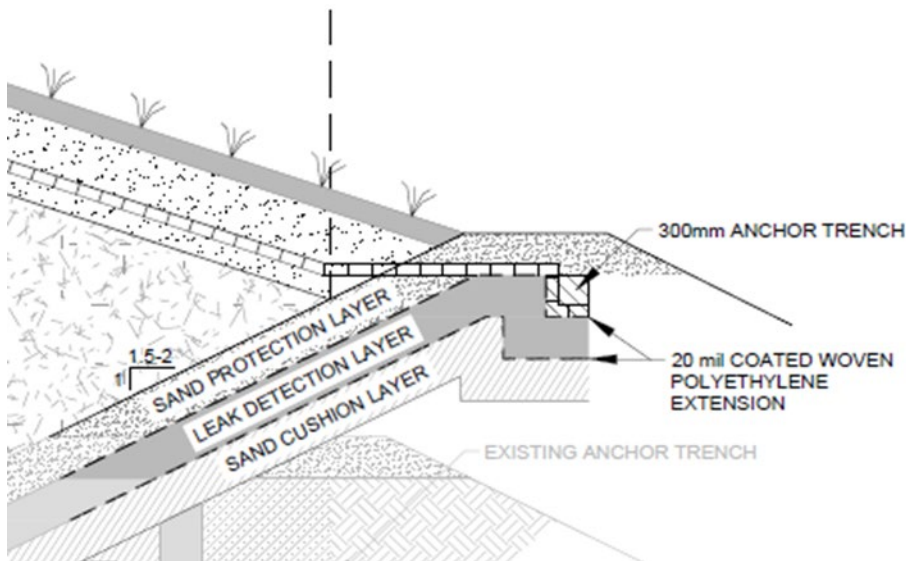 300mm ANCHOR TRENCH
1.5-2
1
SAND PROTECTION LAYER
LEAK DETECTION LAYER
SAND CUSHION LAYER
20 mil COATED WOVEN
POLYETHYLENE
EXTENSION
EXISTING ANCHOR TRENCH